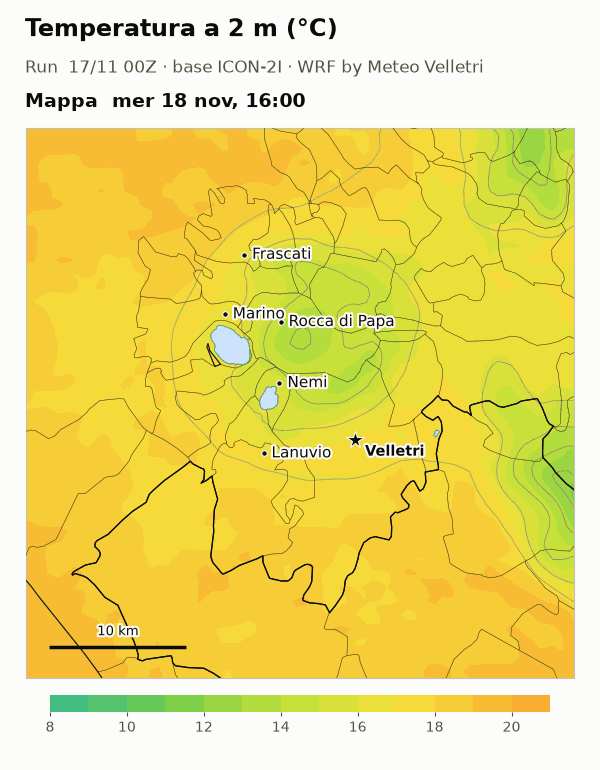 Temperatura a 2 m (°C)
Run  17/11 00Z · base ICON-2I · WRF by Meteo Velletri
Mappa  mer 18 nov, 16:00
Frascati
Marino
Rocca di Papa
Nemi
Velletri
Lanuvio
10 km
8 10 12 14 16 18 20